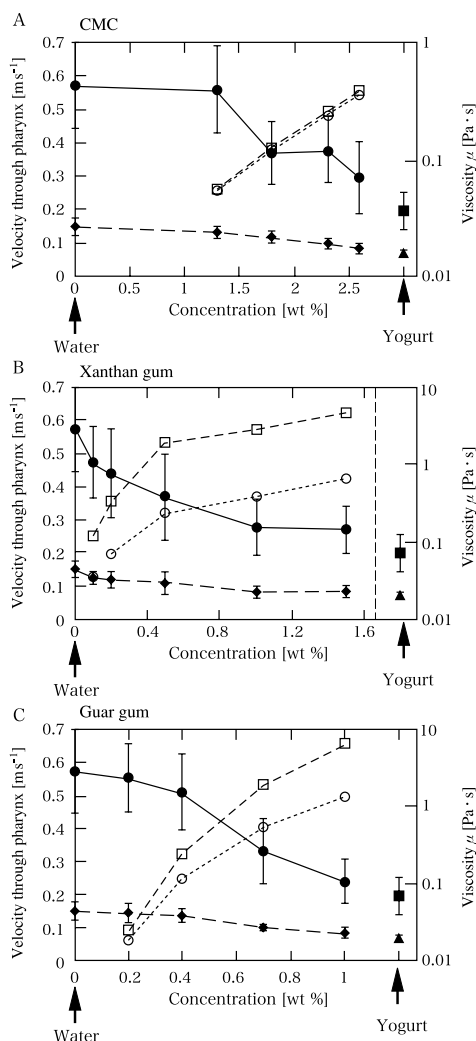 A
CMC
Velocity through pharynx [ms⁻¹]
0.7
0.6
0.5
0.4
0.3
0.2
0.1
0
1
0.1
0.01
Viscosity μ [Pa · s]
0 0.5 1 1.5 2 2.5
Concentration [wt %]
Water
Yogurt
B
Xanthan gum
Velocity through pharynx [ms⁻¹]
0.7
0.6
0.5
0.4
0.3
0.2
0.1
0
10
1
0.1
0.01
Viscosity μ [Pa · s]
0 0.4 0.8 1.2 1.6
Concentration [wt %]
Water
Yogurt
C
Guar gum
Velocity through pharynx [ms⁻¹]
0.7
0.6
0.5
0.4
0.3
0.2
0.1
0
10
1
0.1
0.01
Viscosity μ [Pa · s]
0 0.2 0.4 0.6 0.8 1
Concentration [wt %]
Water
Yogurt